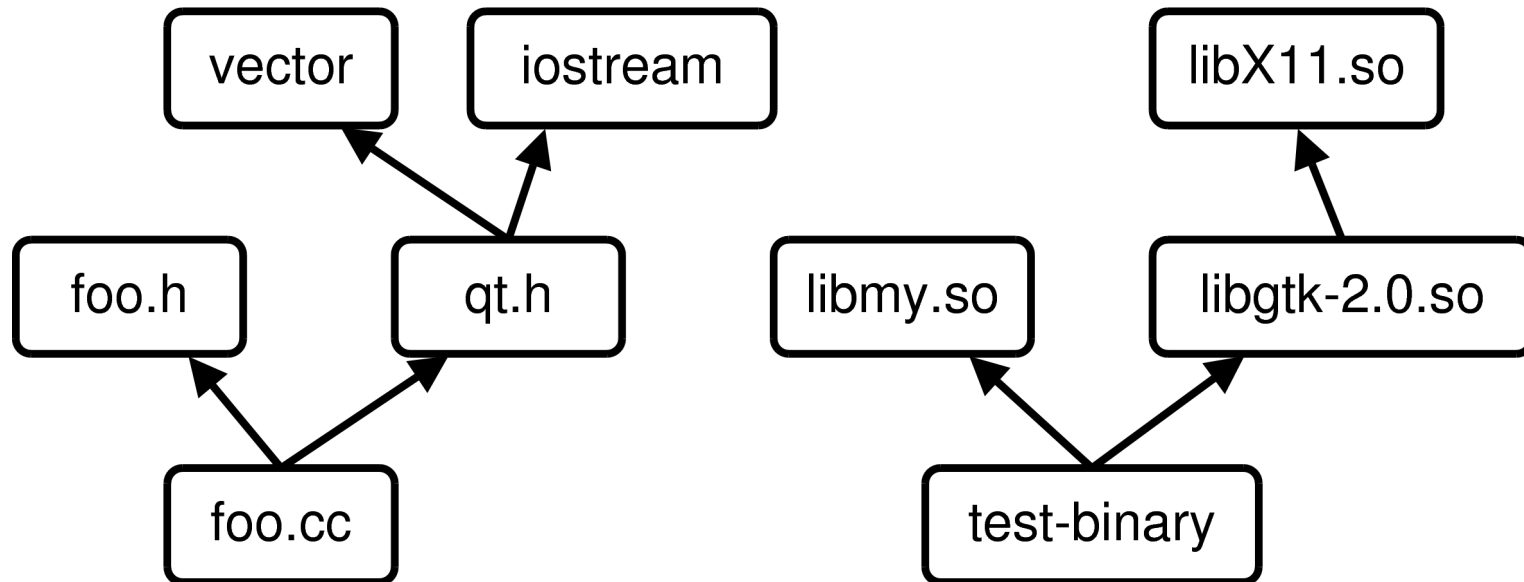 vector
iostream
libX11.so
foo.h
qt.h
libmy.so
libgtk-2.0.so
foo.cc
test-binary